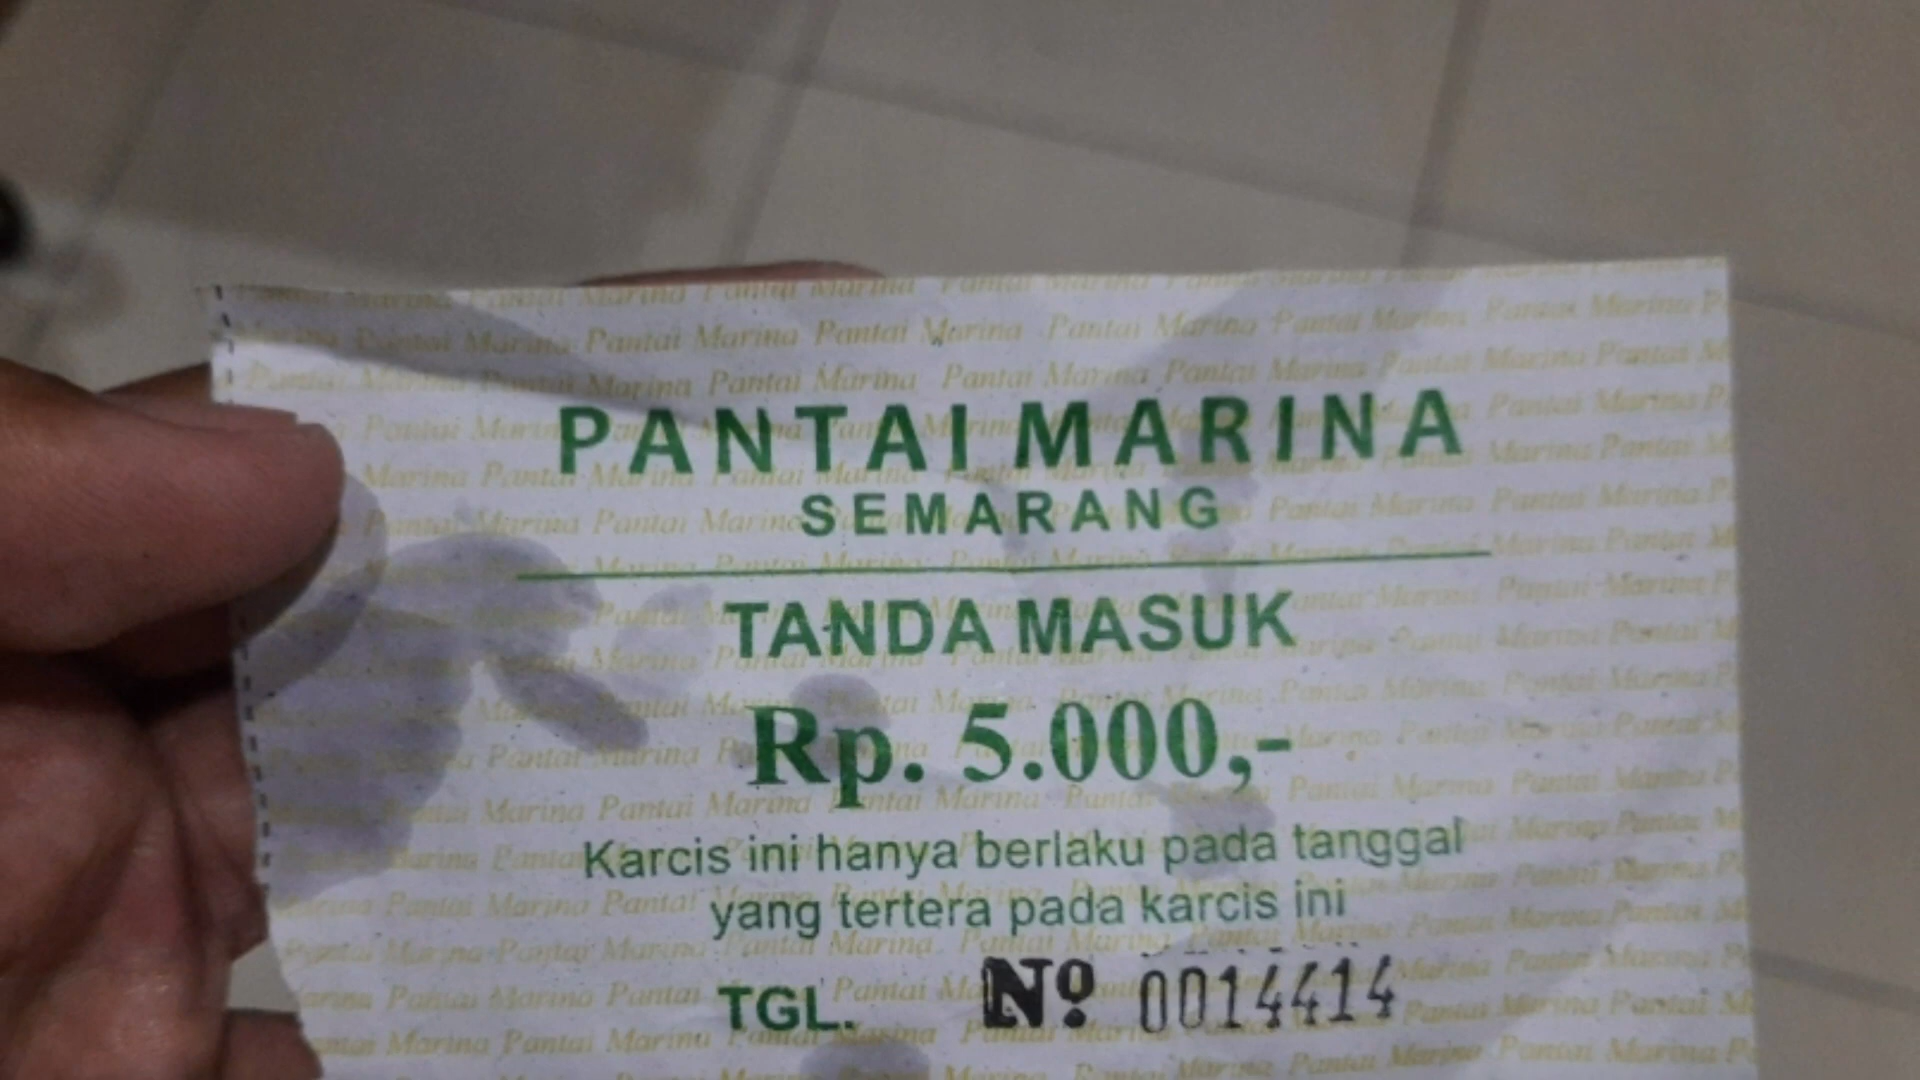 PANTAI MARINA
SEMARANG
TANDA MASUK
Rp. 5.000,-
Karcis ini hanya berlaku pada tanggal
yang tertera pada karcis ini
TGL. Nº 0014414